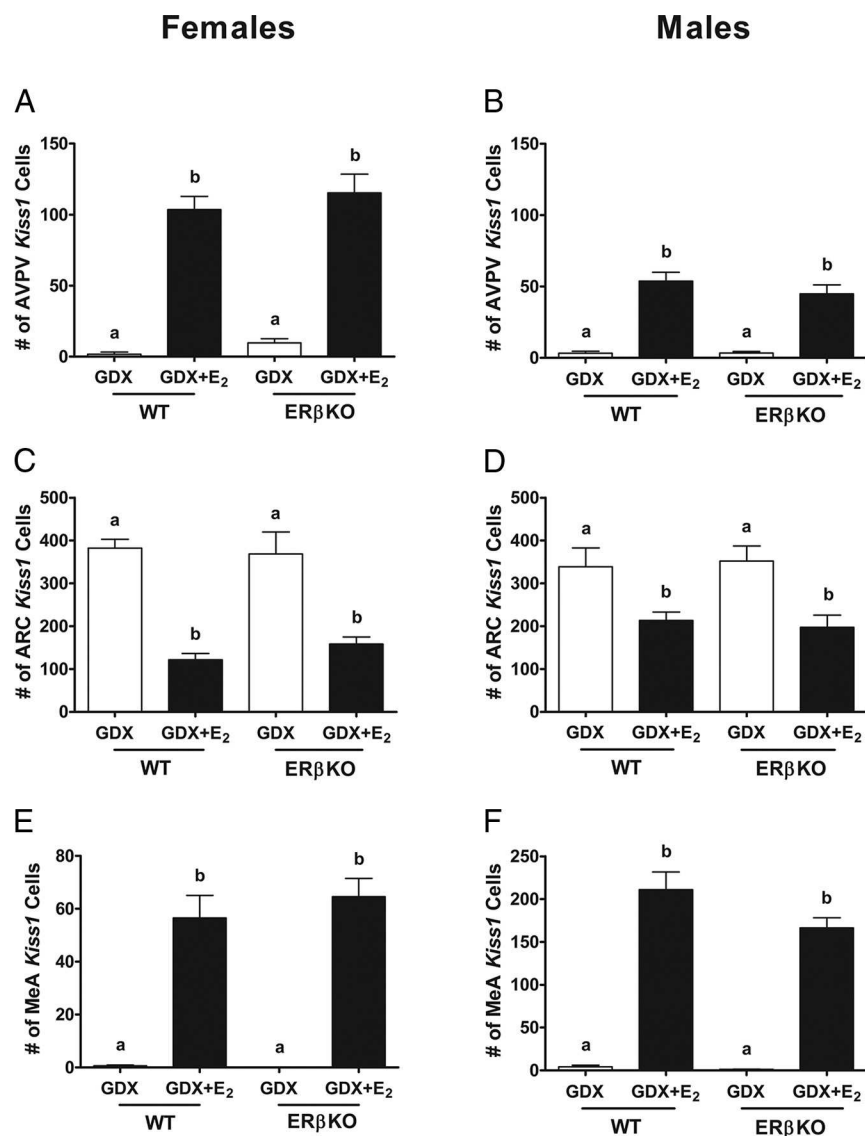 Females
Males
A
# of AVPV Kiss1 Cells
150
100
50
0
a
b
a
b
GDX
GDX+E₂
GDX
GDX+E₂
WT
ERβKO
B
# of AVPV Kiss1 Cells
150
100
50
0
a
b
a
b
GDX
GDX+E₂
GDX
GDX+E₂
WT
ERβKO
C
# of ARC Kiss1 Cells
500
400
300
200
100
0
a
b
a
b
GDX
GDX+E₂
GDX
GDX+E₂
WT
ERβKO
D
# of ARC Kiss1 Cells
500
400
300
200
100
0
a
b
a
b
GDX
GDX+E₂
GDX
GDX+E₂
WT
ERβKO
E
# of MeA Kiss1 Cells
80
60
40
20
0
a
b
a
b
GDX
GDX+E₂
GDX
GDX+E₂
WT
ERβKO
F
# of MeA Kiss1 Cells
250
200
150
100
50
0
a
b
a
b
GDX
GDX+E₂
GDX
GDX+E₂
WT
ERβKO